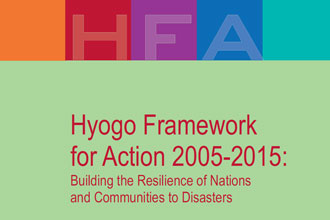 HFA
Hyogo Framework
for Action 2005-2015:
Building the Resilience of Nations
and Communities to Disasters